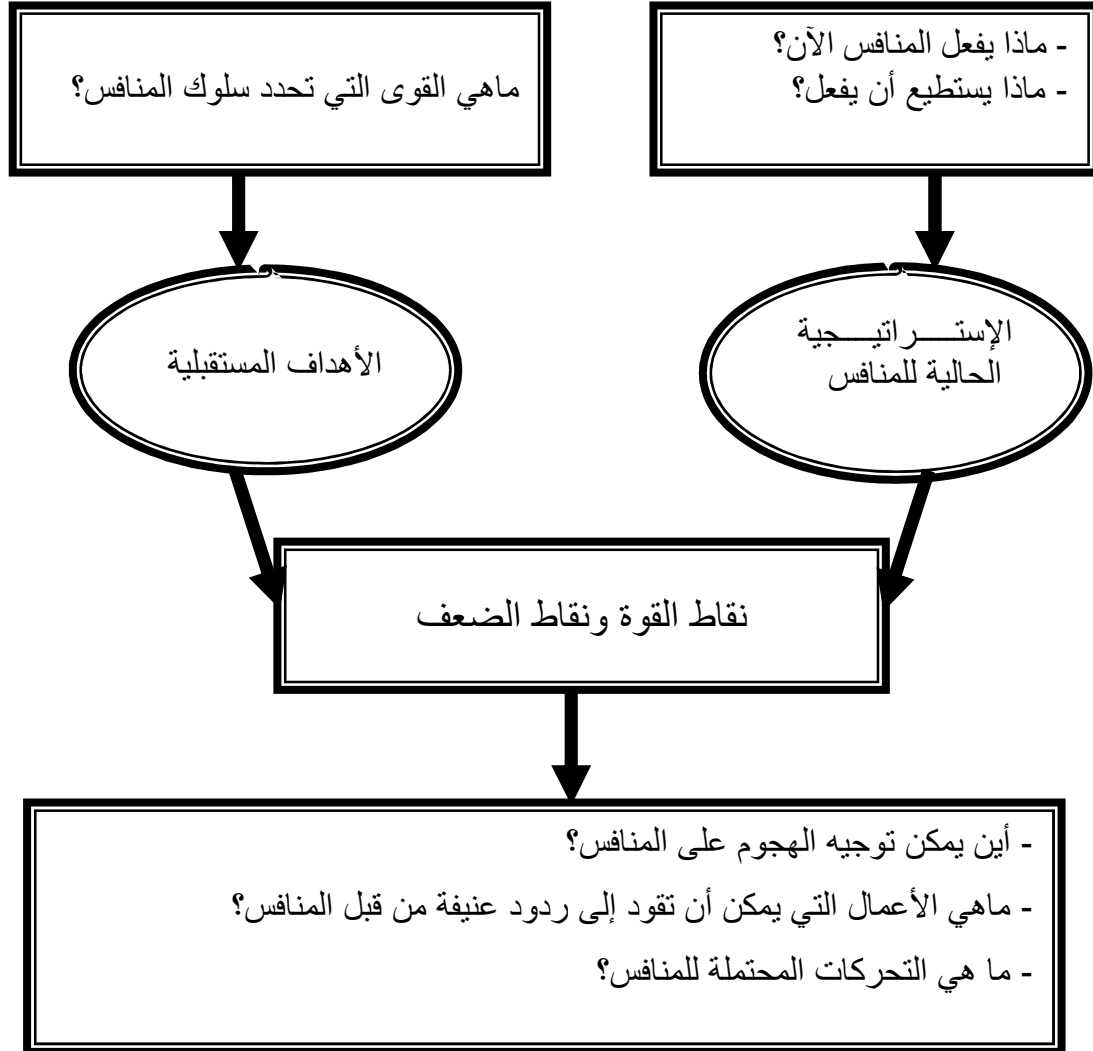 - ماذا يفعل المنافس الآن؟
- ماذا يستطيع أن يفعل؟
ماهي القوى التي تحدد سلوك المنافس؟
الإستـــــراتيــــجية
الحالية للمنافس
الأهداف المستقبلية
نقاط القوة ونقاط الضعف
- أين يمكن توجيه الهجوم على المنافس؟
- ماهي الأعمال التي يمكن أن تقود إلى ردود عنيفة من قبل المنافس؟
- ما هي التحركات المحتملة للمنافس؟